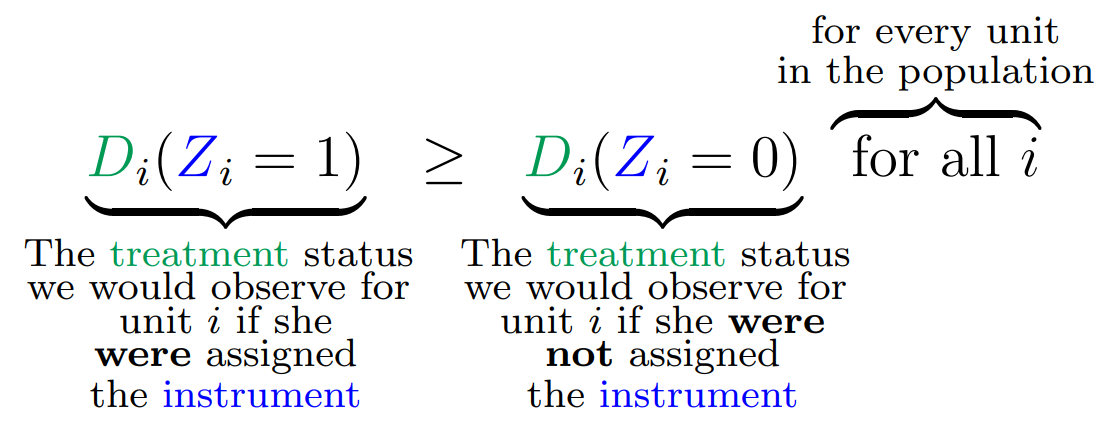 for every unit
in the population
D_i(Z_i = 1) ≥ D_i(Z_i = 0) for all i
The treatment status
we would observe for
unit i if she
were assigned
the instrument
The treatment status
we would observe for
unit i if she were
not assigned
the instrument